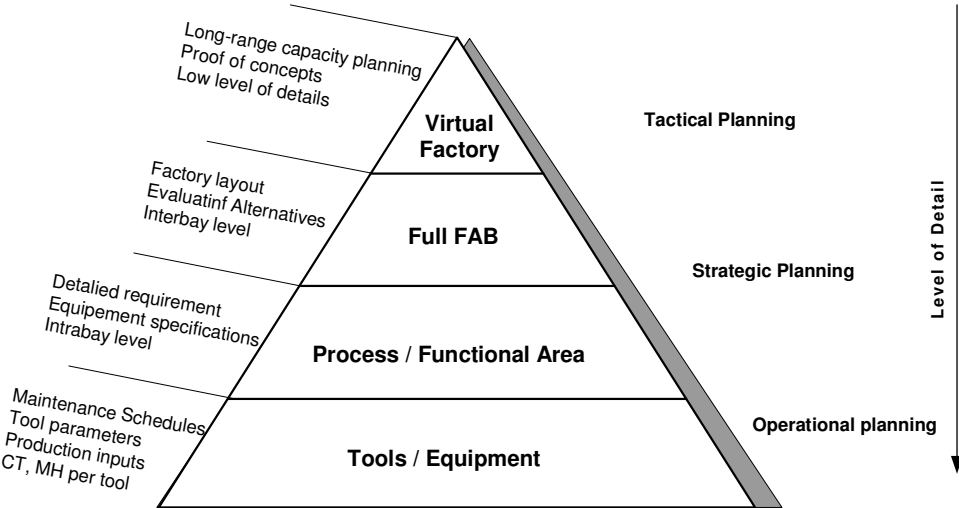 Long-range capacity planning
Proof of concepts
Low level of details
Virtual
Factory
Tactical Planning
Factory layout
Evaluatinf Alternatives
Interbay level
Full FAB
Strategic Planning
Level of Detail
Detalied requirement
Equipement specifications
Intrabay level
Process / Functional Area
Maintenance Schedules
Tool parameters
Production inputs
CT, MH per tool
Tools / Equipment
Operational planning